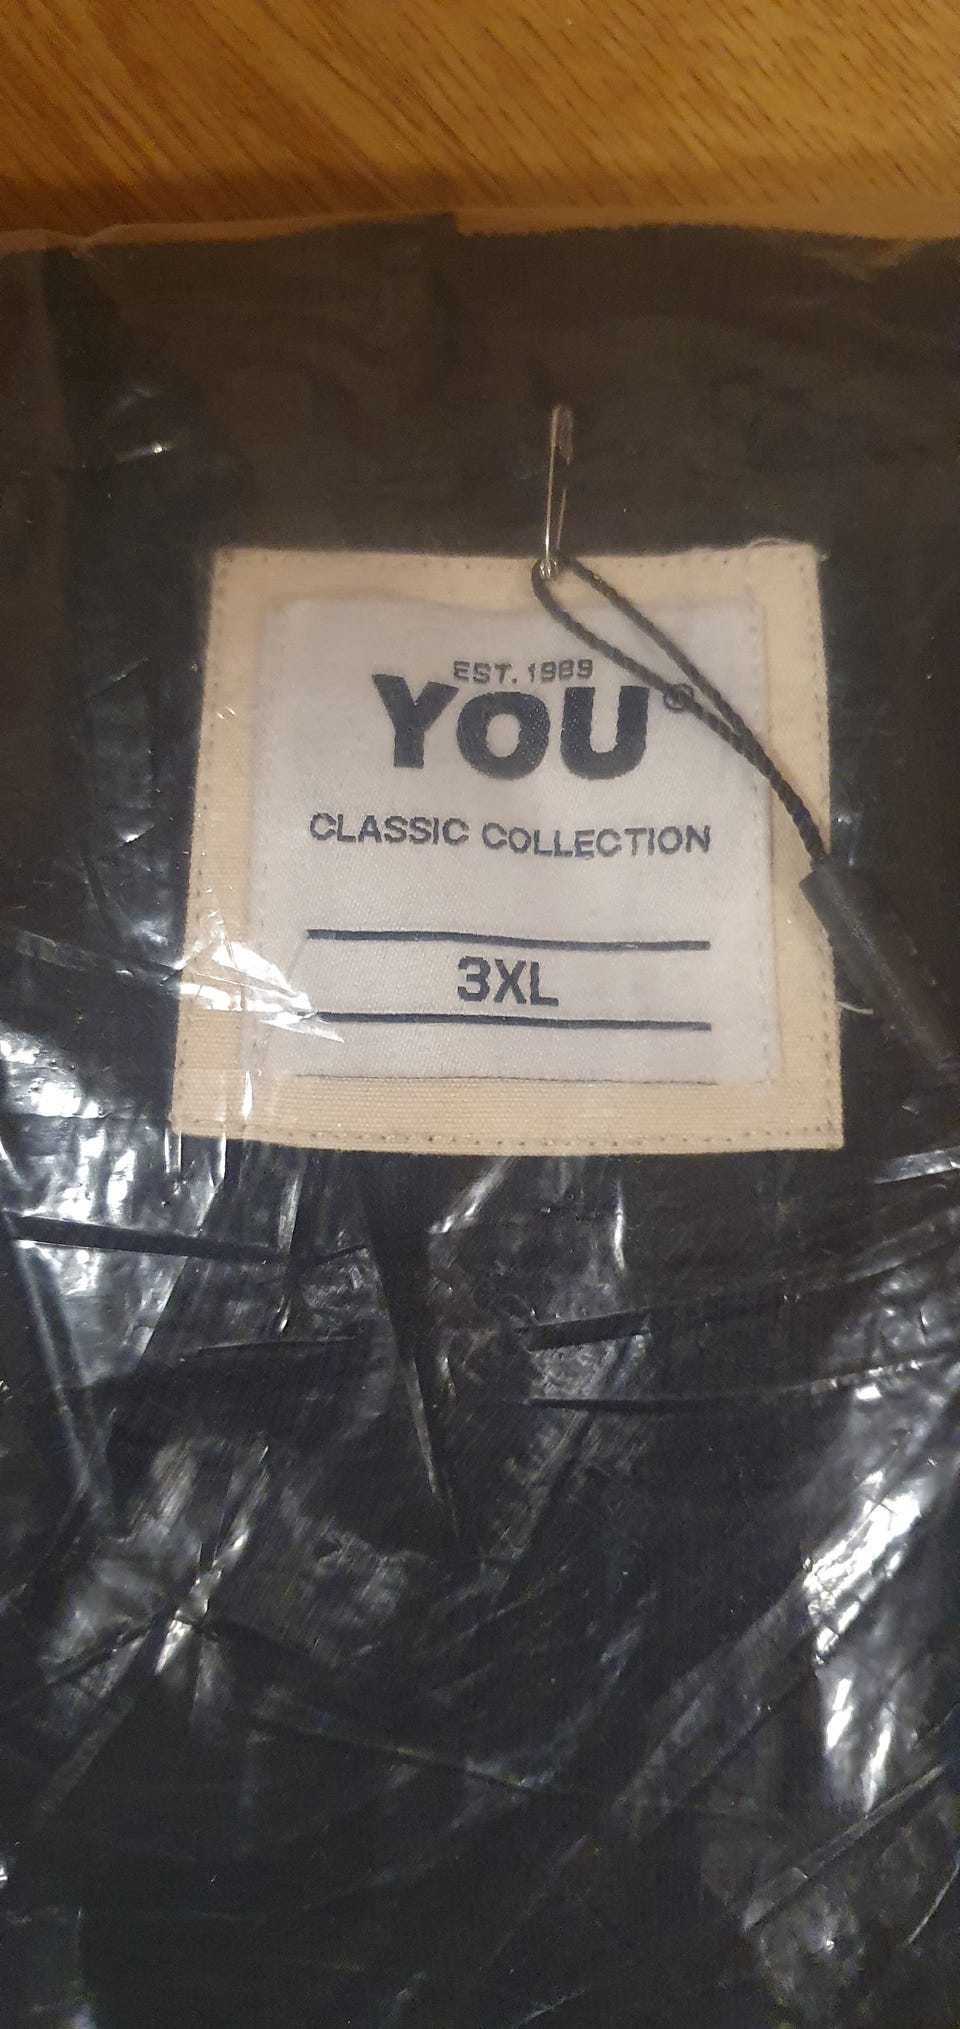 EST. 1989
YOU®
CLASSIC COLLECTION
3XL